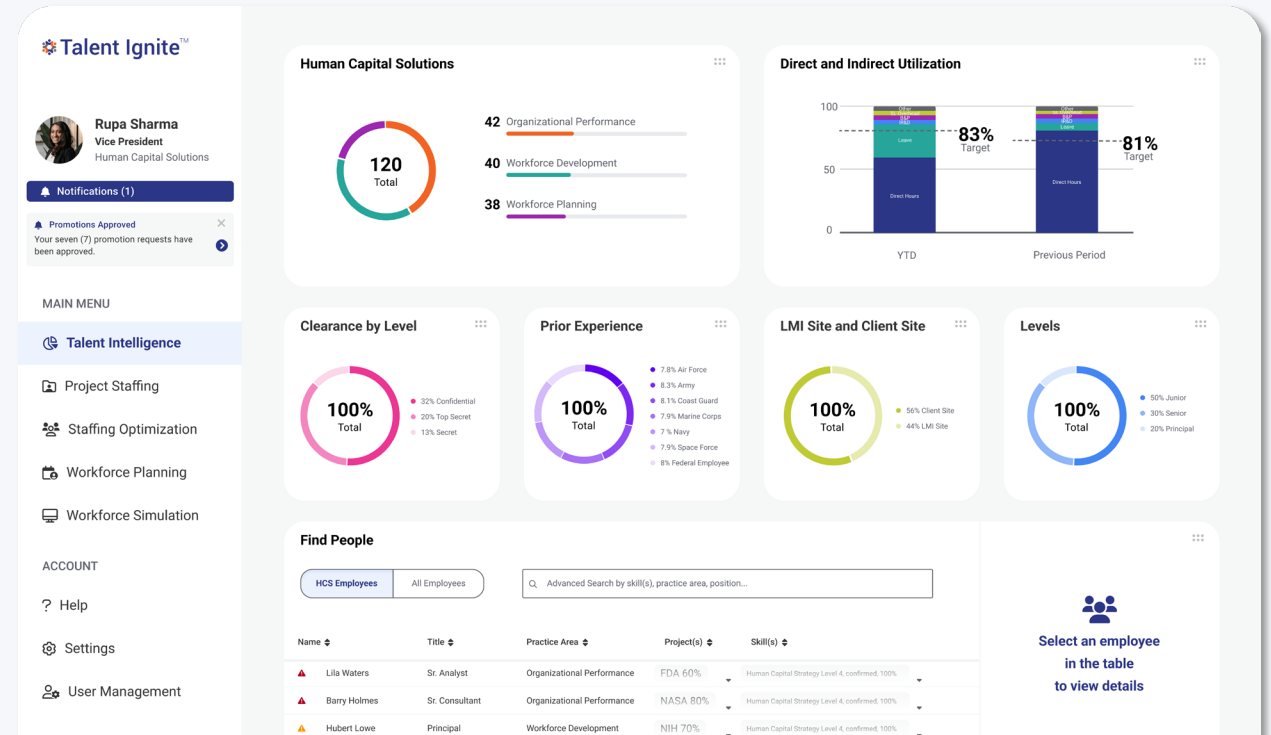 Talent Ignite™
Rupa Sharma
Vice President
Human Capital Solutions
Notifications (1)
Promotions Approved
Your seven (7) promotion requests have
been approved.
MAIN MENU
Talent Intelligence
Project Staffing
Staffing Optimization
Workforce Planning
Workforce Simulation
ACCOUNT
? Help
Settings
User Management
Human Capital Solutions
120
Total
42 Organizational Performance
40 Workforce Development
38 Workforce Planning
Direct and Indirect Utilization
100
50
0
Other
B&P
IR&D
Leave
Direct Hours
83%
Target
YTD
Other
B&P
IR&D
Leave
Direct Hours
81%
Target
Previous Period
Clearance by Level
100%
Total
32% Confidential
20% Top Secret
13% Secret
Prior Experience
100%
Total
7.8% Air Force
8.3% Army
8.1% Coast Guard
7.9% Marine Corps
7 % Navy
7.9% Space Force
8% Federal Employee
LMI Site and Client Site
100%
Total
56% Client Site
44% LMI Site
Levels
100%
Total
50% Junior
30% Senior
20% Principal
Find People
HCS Employees All Employees
Advanced Search by skill(s), practice area, position...
Name Title Practice Area Project(s) Skill(s)
Lila Waters Sr. Analyst Organizational Performance FDA 60% Human Capital Strategy Level 4, confirmed, 100%
Barry Holmes Sr. Consultant Organizational Performance NASA 80% Human Capital Strategy Level 4, confirmed, 100%
Hubert Lowe Principal Workforce Development NIH 70% Human Capital Strategy Level 4, confirmed, 100%
Select an employee
in the table
to view details